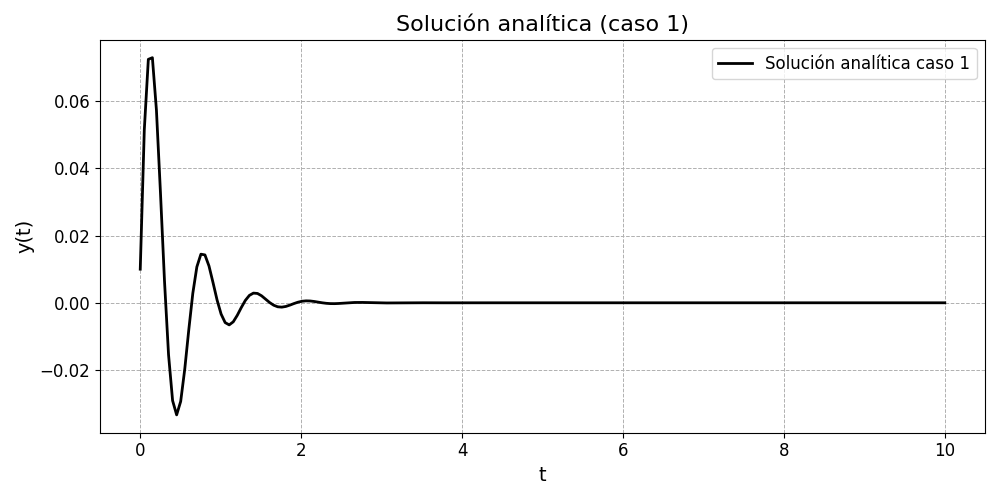 Solución analítica (caso 1)
Solución analítica caso 1
y(t)
0.06
0.04
0.02
0.00
−0.02
0 2 4 6 8 10
t